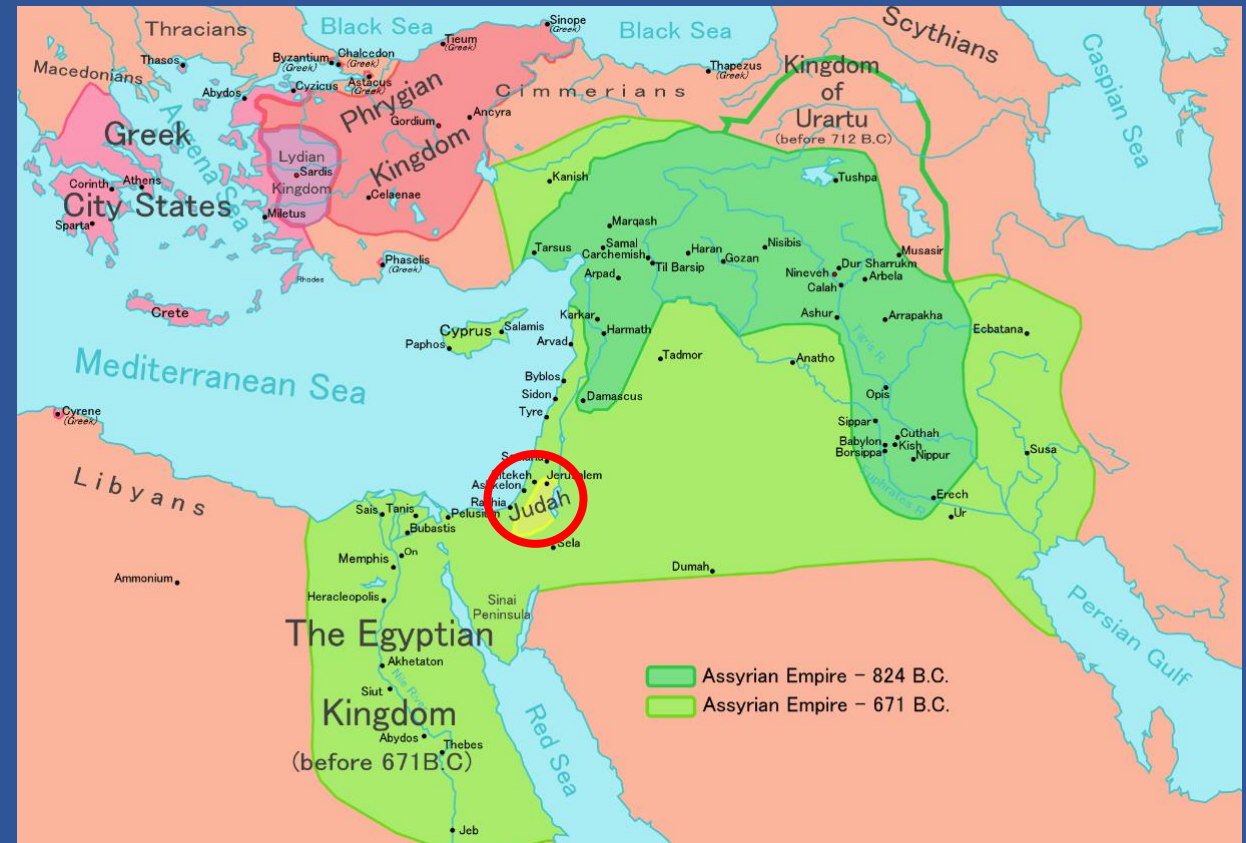 Thracians
Black Sea
Black Sea
Sinope
(Greek)
Scythians
Caspian Sea
Macedonians
Thasos
Byzantium
(Greek)
Chalcedon
(Greek)
Tieum
(Greek)
Astacus
(Greek)
Cyzicus
Abydos
Thapezus
(Greek)
Cimmerians
Kingdom
of
Urartu
(before 712 B.C)
Phrygian
Kingdom
Gordium
Ancyra
Celaenae
Lydian
Kingdom
Sardis
Miletus
Greek
City States
Corinth
Athens
Sparta
Phaselis
(Greek)
Rhodes
Crete
Kanish
Tushpa
Marqash
Tarsus
Samal
Carchemish
Til Barsip
Haran
Gozan
Nisibis
Musasir
Dur Sharrukm
Nineveh
Arbela
Calah
Arpad
Ashur
Arrapakha
Ecbatana
Karkar
Harmath
Arvad
Cyprus
Salamis
Paphos
Tadmor
Anatho
Tigris R.
Mediterranean Sea
Byblos
Sidon
Tyre
Damascus
Opis
Sippar
Cuthah
Babylon
Kish
Borsippa
Nippur
Susa
Cyrene
(Greek)
Jerusalem
Ashkelon
Raphia
Judah
Euphrates R.
Erech
Ur
Libyans
Sais
Tanis
Pelusium
Bubastis
On
Memphis
Sela
Dumah
Ammonium
Heracleopolis
Sinai
Peninsula
Persian Gulf
The Egyptian
Kingdom
(before 671B.C)
Akhetaton
Siut
Abydos
Thebes
Jeb
Red Sea
Assyrian Empire - 824 B.C.
Assyrian Empire - 671 B.C.